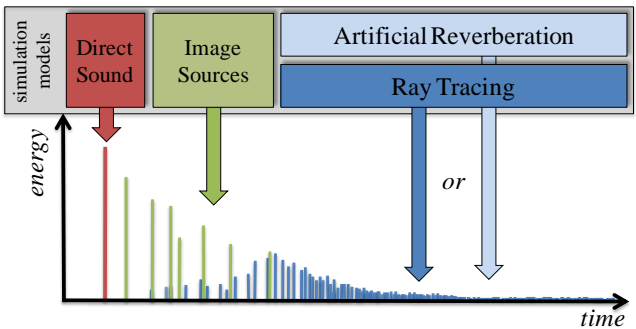 simulation
models
Direct
Sound
Image
Sources
Artificial Reverberation
Ray Tracing
energy
or
time